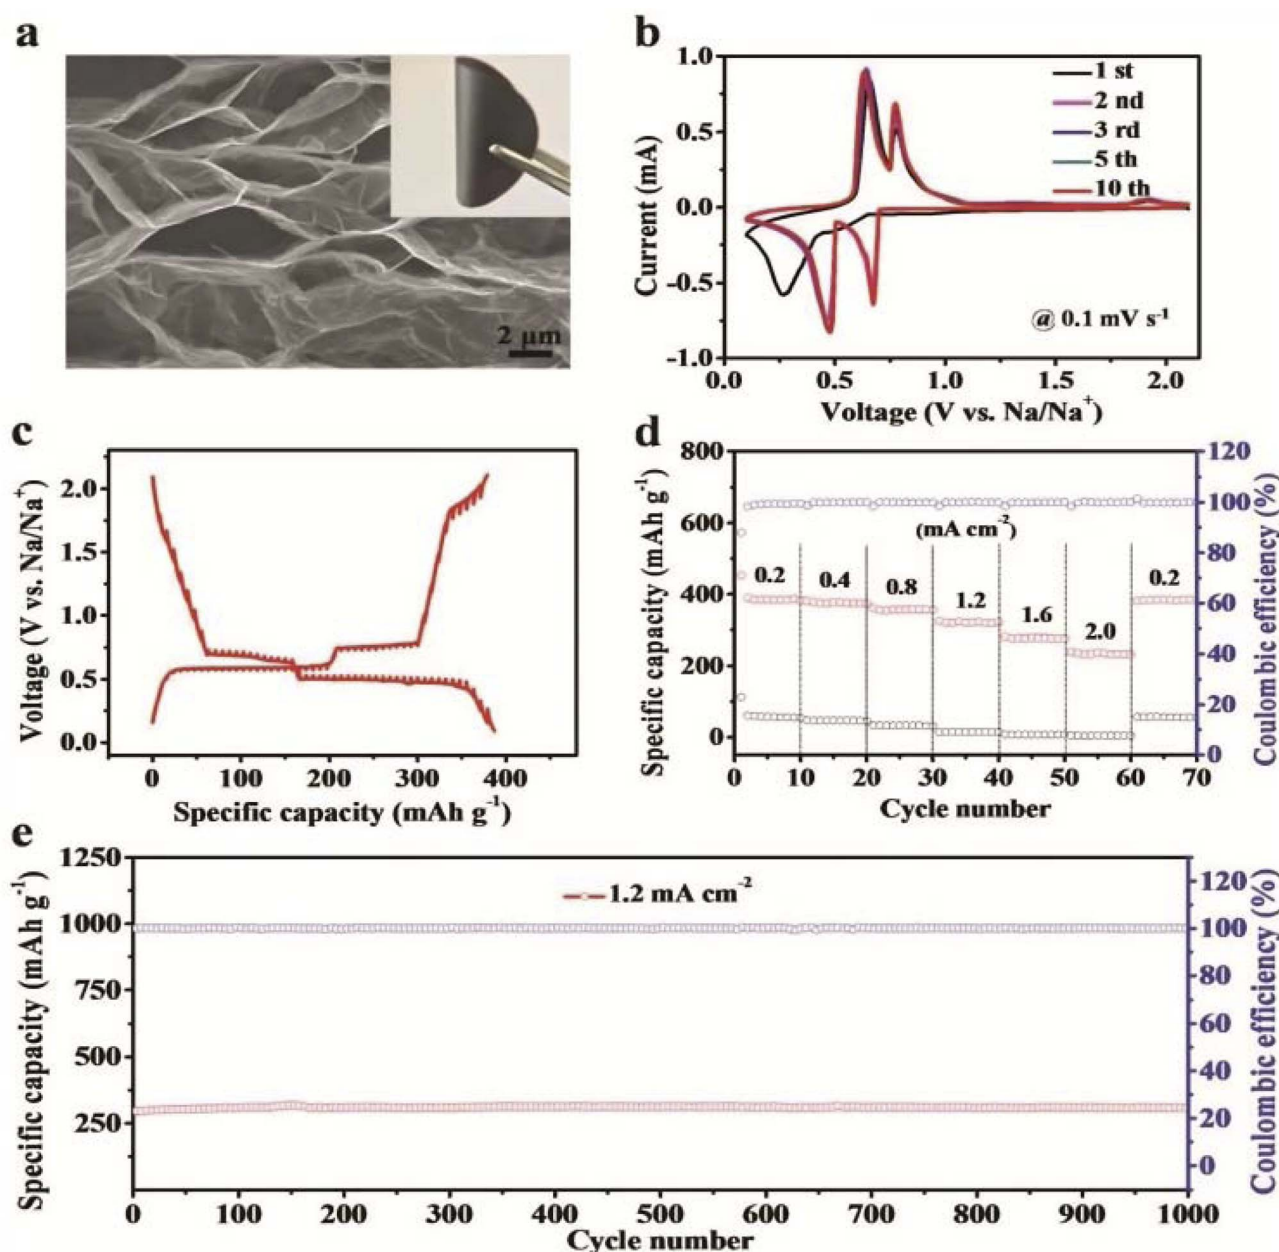 a
2 µm
b
1.0
0.5
0.0
-0.5
-1.0
Current (mA)
1 st
2 nd
3 rd
5 th
10 th
@ 0.1 mV s⁻¹
0.0 0.5 1.0 1.5 2.0
Voltage (V vs. Na/Na⁺)
c
Voltage (V vs. Na/Na⁺)
2.0
1.5
1.0
0.5
0.0
0 100 200 300 400
Specific capacity (mAh g⁻¹)
d
Specific capacity (mAh g⁻¹)
800
600
400
200
0
(mA cm⁻²)
0.2 0.4 0.8 1.2 1.6 2.0 0.2
120
100
80
60
40
20
0
Coulombic efficiency (%)
0 10 20 30 40 50 60 70
Cycle number
e
Specific capacity (mAh g⁻¹)
1250
1000
750
500
250
1.2 mA cm⁻²
120
100
80
60
40
20
0
Coulombic efficiency (%)
0 100 200 300 400 500 600 700 800 900 1000
Cycle number